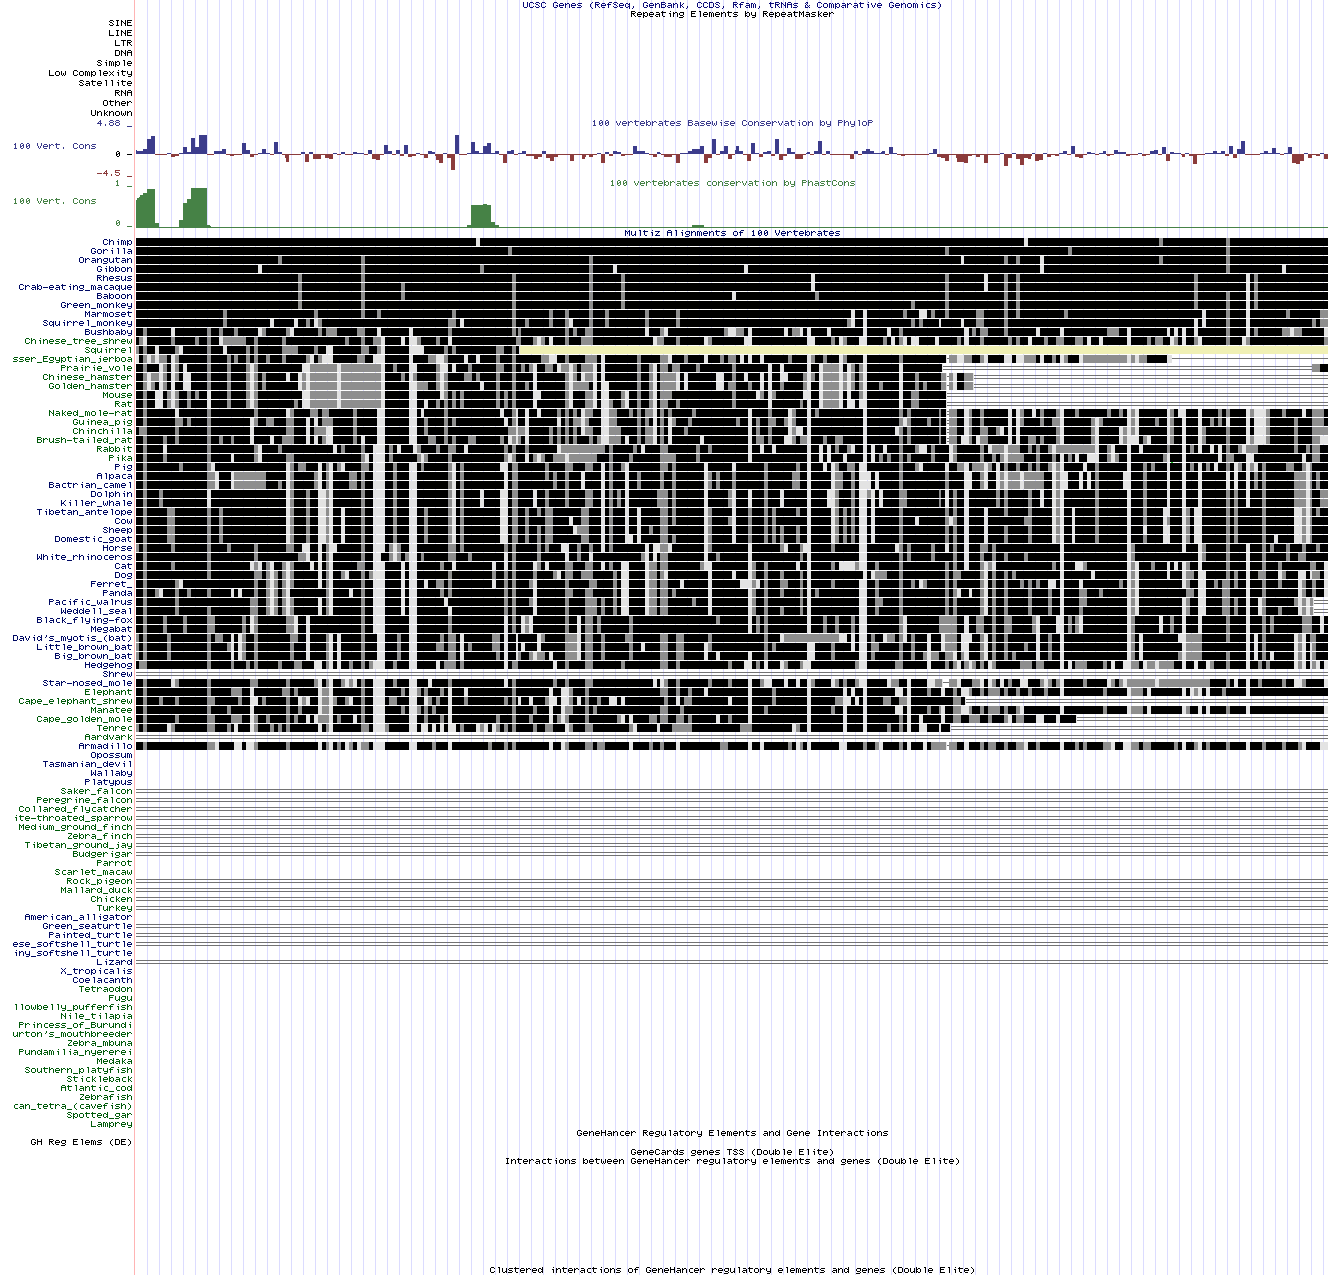 UCSC Genes (RefSeq, GenBank, CCDS, Rfam, tRNAs & Comparative Genomics)
Repeating Elements by RepeatMasker
SINE
LINE
LTR
DNA
Simple
Low Complexity
Satellite
RNA
Other
Unknown
100 vertebrates Basewise Conservation by PhyloP
4.88 _
100 Vert. Cons
0 _
-4.5 _
100 vertebrates conservation by PhastCons
1 _
100 Vert. Cons
0 _
Multiz Alignments of 100 Vertebrates
Chimp
Gorilla
Orangutan
Gibbon
Rhesus
Crab-eating_macaque
Baboon
Green_monkey
Marmoset
Squirrel_monkey
Bushbaby
Chinese_tree_shrew
Squirrel
sser_Egyptian_jerboa
Prairie_vole
Chinese_hamster
Golden_hamster
Mouse
Rat
Naked_mole-rat
Guinea_pig
Chinchilla
Brush-tailed_rat
Rabbit
Pika
Pig
Alpaca
Bactrian_camel
Dolphin
Killer_whale
Tibetan_antelope
Cow
Sheep
Domestic_goat
Horse
White_rhinoceros
Cat
Dog
Ferret_
Panda
Pacific_walrus
Weddell_seal
Black_flying-fox
Megabat
David's_myotis_(bat)
Little_brown_bat
Big_brown_bat
Hedgehog
Shrew
Star-nosed_mole
Elephant
Cape_elephant_shrew
Manatee
Cape_golden_mole
Tenrec
Aardvark
Armadillo
Opossum
Tasmanian_devil
Wallaby
Platypus
Saker_falcon
Peregrine_falcon
Collared_flycatcher
ite-throated_sparrow
Medium_ground_finch
Zebra_finch
Tibetan_ground_jay
Budgerigar
Parrot
Scarlet_macaw
Rock_pigeon
Mallard_duck
Chicken
Turkey
American_alligator
Green_seaturtle
Painted_turtle
ese_softshell_turtle
iny_softshell_turtle
Lizard
X_tropicalis
Coelacanth
Tetraodon
Fugu
llowbelly_pufferfish
Nile_tilapia
Princess_of_Burundi
urton's_mouthbreeder
Zebra_mbuna
Pundamilia_nyererei
Medaka
Southern_platyfish
Stickleback
Atlantic_cod
Zebrafish
can_tetra_(cavefish)
Spotted_gar
Lamprey
GeneHancer Regulatory Elements and Gene Interactions
GH Reg Elems (DE)
GeneCards genes TSS (Double Elite)
Interactions between GeneHancer regulatory elements and genes (Double Elite)
Clustered interactions of GeneHancer regulatory elements and genes (Double Elite)